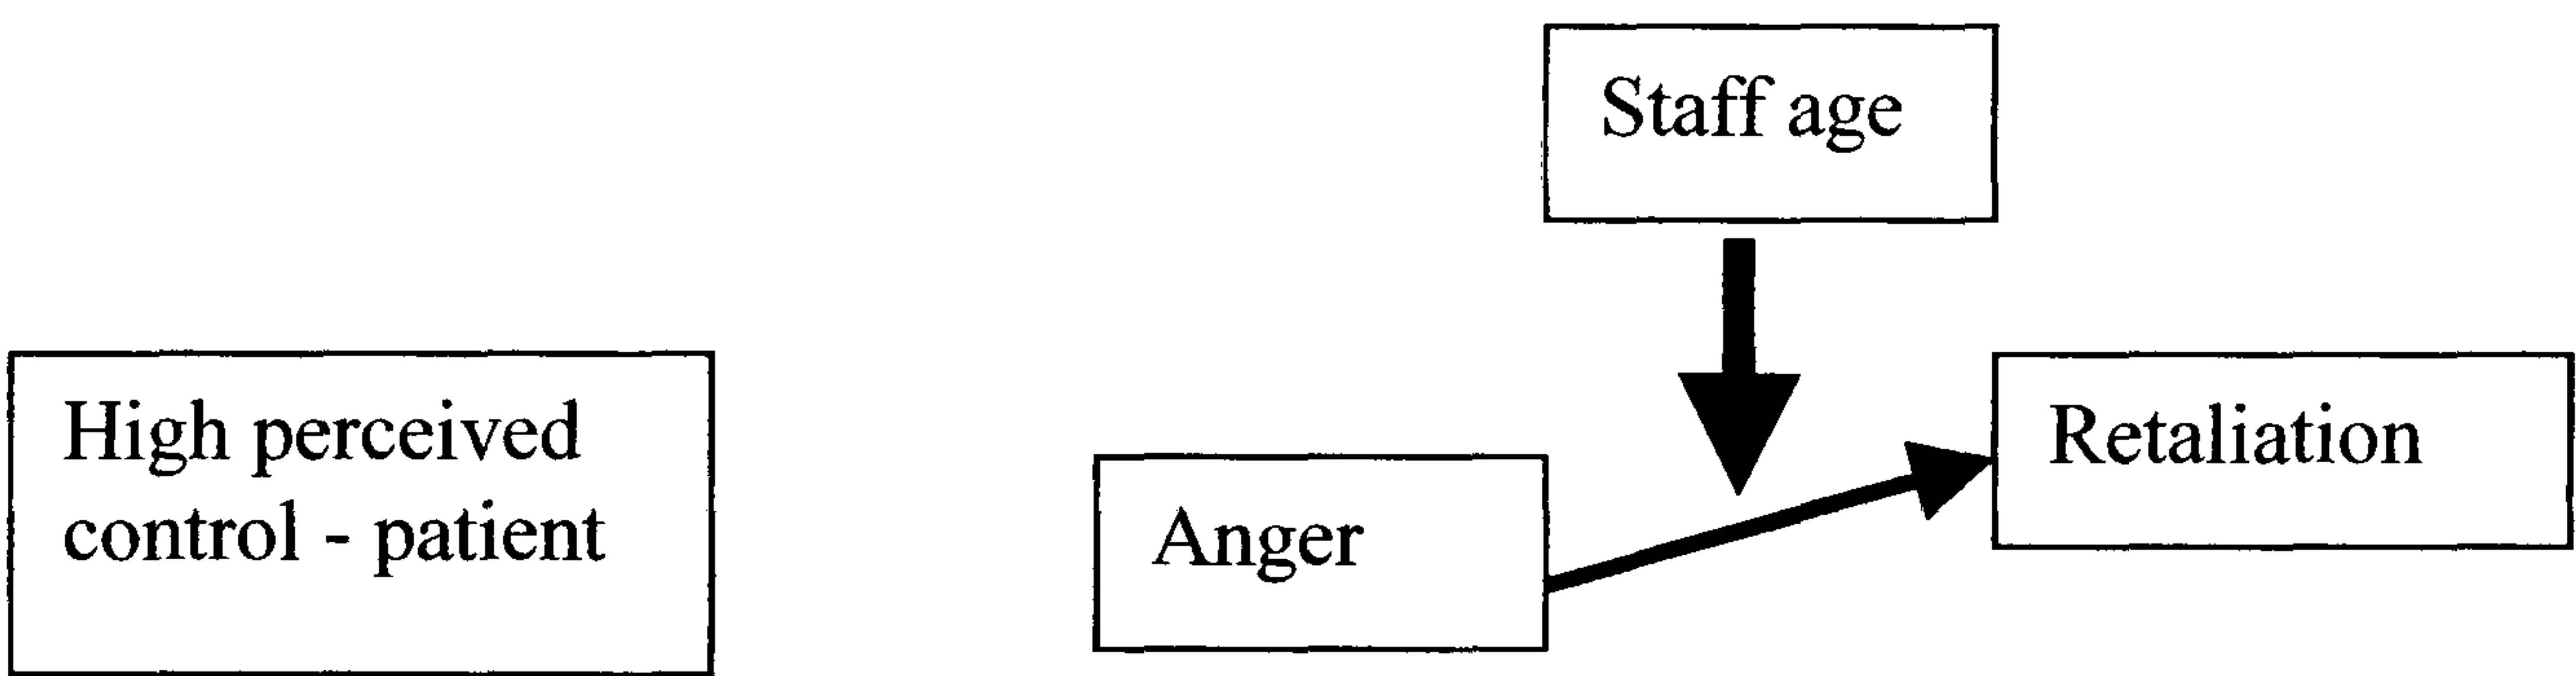 Staff age
High perceived
control - patient
Anger
Retaliation